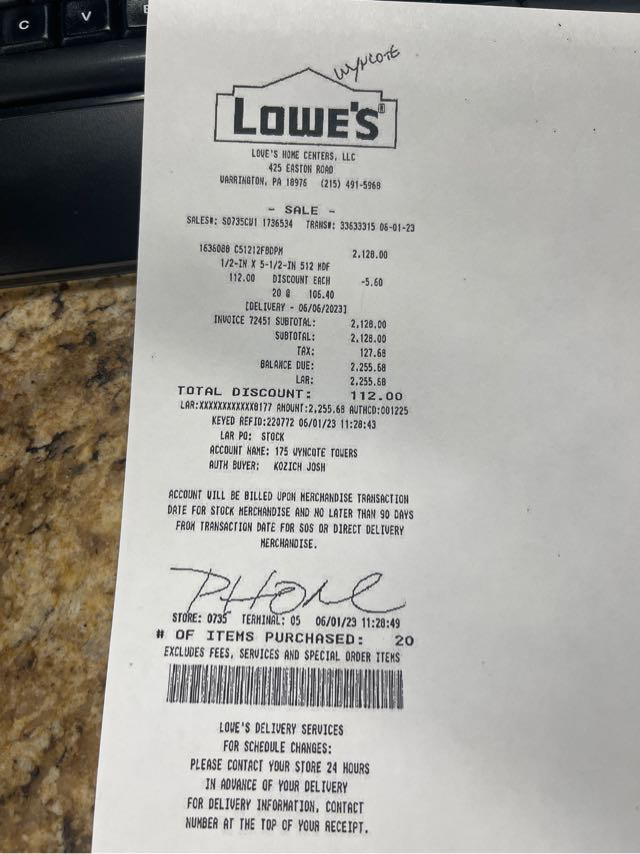 C
V
WYNCOTE
LOWE'S®
LOWE'S HOME CENTERS, LLC
425 EASTON ROAD
WARRINGTON, PA 18976 (215) 491-5968
- SALE -
SALES#: S0735CW1 1736534 TRANS#: 33633315 06-01-23
1636088 C51212FBDPM 2,128.00
1/2-IN X 5-1/2-IN 512 MDF
112.00 DISCOUNT EACH -5.60
20 @ 106.40
[DELIVERY - 06/06/2023]
INVOICE 72451 SUBTOTAL: 2,128.00
SUBTOTAL: 2,128.00
TAX: 127.68
BALANCE DUE: 2,255.68
LAR: 2,255.68
TOTAL DISCOUNT: 112.00
LAR:XXXXXXXXXXXX8177 AMOUNT:2,255.68 AUTHCD:001225
KEYED REFID:220772 06/01/23 11:28:43
LAR PO: STOCK
ACCOUNT NAME: 175 WYNCOTE TOWERS
AUTH BUYER: KOZICH JOSH
ACCOUNT WILL BE BILLED UPON MERCHANDISE TRANSACTION
DATE FOR STOCK MERCHANDISE AND NO LATER THAN 90 DAYS
FROM TRANSACTION DATE FOR SOS OR DIRECT DELIVERY
MERCHANDISE.
PHONE
STORE: 0735 TERMINAL: 05 06/01/23 11:28:49
# OF ITEMS PURCHASED: 20
EXCLUDES FEES, SERVICES AND SPECIAL ORDER ITEMS
LOWE'S DELIVERY SERVICES
FOR SCHEDULE CHANGES:
PLEASE CONTACT YOUR STORE 24 HOURS
IN ADVANCE OF YOUR DELIVERY
FOR DELIVERY INFORMATION, CONTACT
NUMBER AT THE TOP OF YOUR RECEIPT.